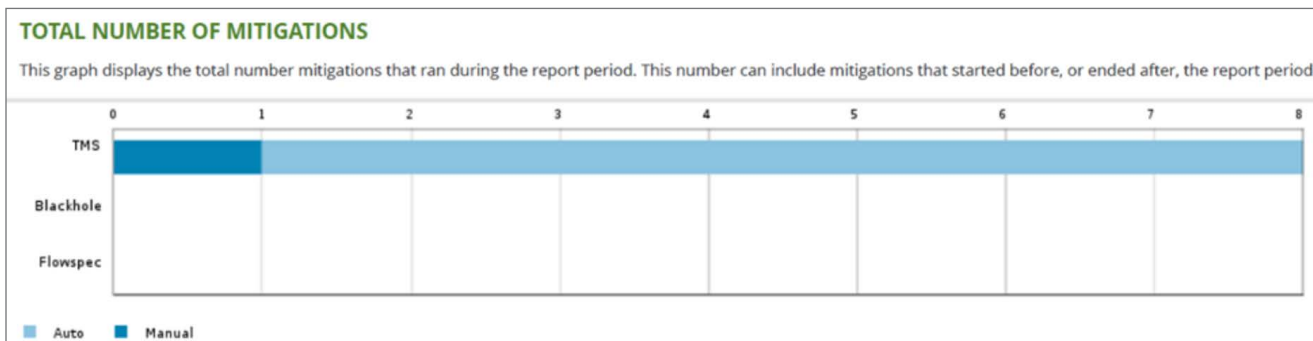 TOTAL NUMBER OF MITIGATIONS
This graph displays the total number mitigations that ran during the report period. This number can include mitigations that started before, or ended after, the report period
0 1 2 3 4 5 6 7 8
TMS
Blackhole
Flowspec
Auto Manual